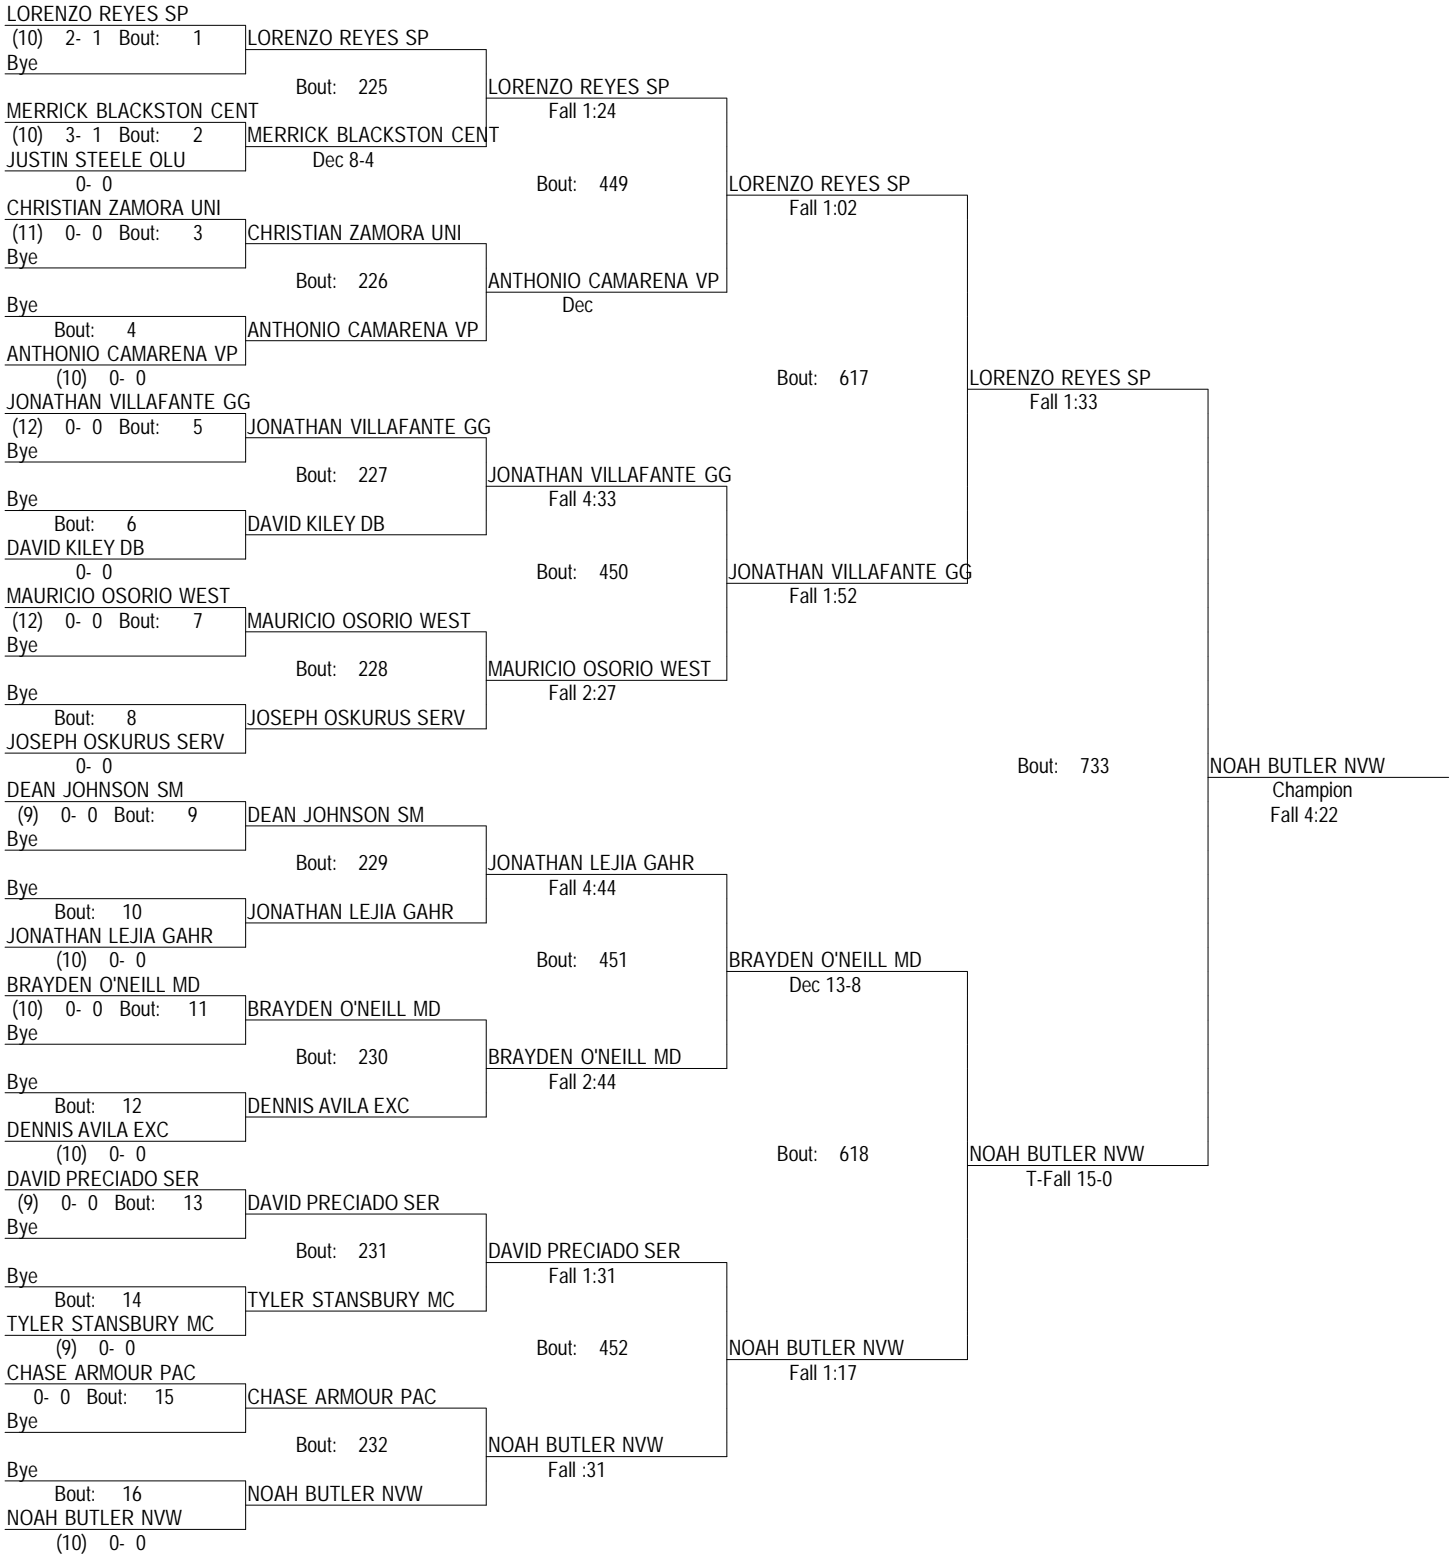 LORENZO REYES SP
(10) 2- 1 Bout: 1 LORENZO REYES SP
Bye
Bout: 225 LORENZO REYES SP
MERRICK BLACKSTON CENT Fall 1:24
(10) 3- 1 Bout: 2 MERRICK BLACKSTON CENT
JUSTIN STEELE OLU Dec 8-4
0- 0 Bout: 449 LORENZO REYES SP
CHRISTIAN ZAMORA UNI Fall 1:02
(11) 0- 0 Bout: 3 CHRISTIAN ZAMORA UNI
Bye
Bout: 226 ANTHONIO CAMARENA VP
Bye Dec
Bout: 4 ANTHONIO CAMARENA VP
ANTHONIO CAMARENA VP
(10) 0- 0 Bout: 617 LORENZO REYES SP
JONATHAN VILLAFANTE GG Fall 1:33
(12) 0- 0 Bout: 5 JONATHAN VILLAFANTE GG
Bye
Bout: 227 JONATHAN VILLAFANTE GG
Bye Fall 4:33
Bout: 6 DAVID KILEY DB
DAVID KILEY DB
0- 0 Bout: 450 JONATHAN VILLAFANTE GG
MAURICIO OSORIO WEST Fall 1:52
(12) 0- 0 Bout: 7 MAURICIO OSORIO WEST
Bye
Bout: 228 MAURICIO OSORIO WEST
Bye Fall 2:27
Bout: 8 JOSEPH OSKURUS SERV
JOSEPH OSKURUS SERV
0- 0 Bout: 733 NOAH BUTLER NVW
DEAN JOHNSON SM Champion
(9) 0- 0 Bout: 9 DEAN JOHNSON SM Fall 4:22
Bye
Bout: 229 JONATHAN LEJIA GAHR
Bye Fall 4:44
Bout: 10 JONATHAN LEJIA GAHR
JONATHAN LEJIA GAHR
(10) 0- 0 Bout: 451 BRAYDEN O'NEILL MD
BRAYDEN O'NEILL MD Dec 13-8
(10) 0- 0 Bout: 11 BRAYDEN O'NEILL MD
Bye
Bout: 230 BRAYDEN O'NEILL MD
Bye Fall 2:44
Bout: 12 DENNIS AVILA EXC
DENNIS AVILA EXC
(10) 0- 0 Bout: 618 NOAH BUTLER NVW
DAVID PRECIADO SER T-Fall 15-0
(9) 0- 0 Bout: 13 DAVID PRECIADO SER
Bye
Bout: 231 DAVID PRECIADO SER
Bye Fall 1:31
Bout: 14 TYLER STANSBURY MC
TYLER STANSBURY MC
(9) 0- 0 Bout: 452 NOAH BUTLER NVW
CHASE ARMOUR PAC Fall 1:17
0- 0 Bout: 15 CHASE ARMOUR PAC
Bye
Bout: 232 NOAH BUTLER NVW
Bye Fall :31
Bout: 16 NOAH BUTLER NVW
NOAH BUTLER NVW
(10) 0- 0